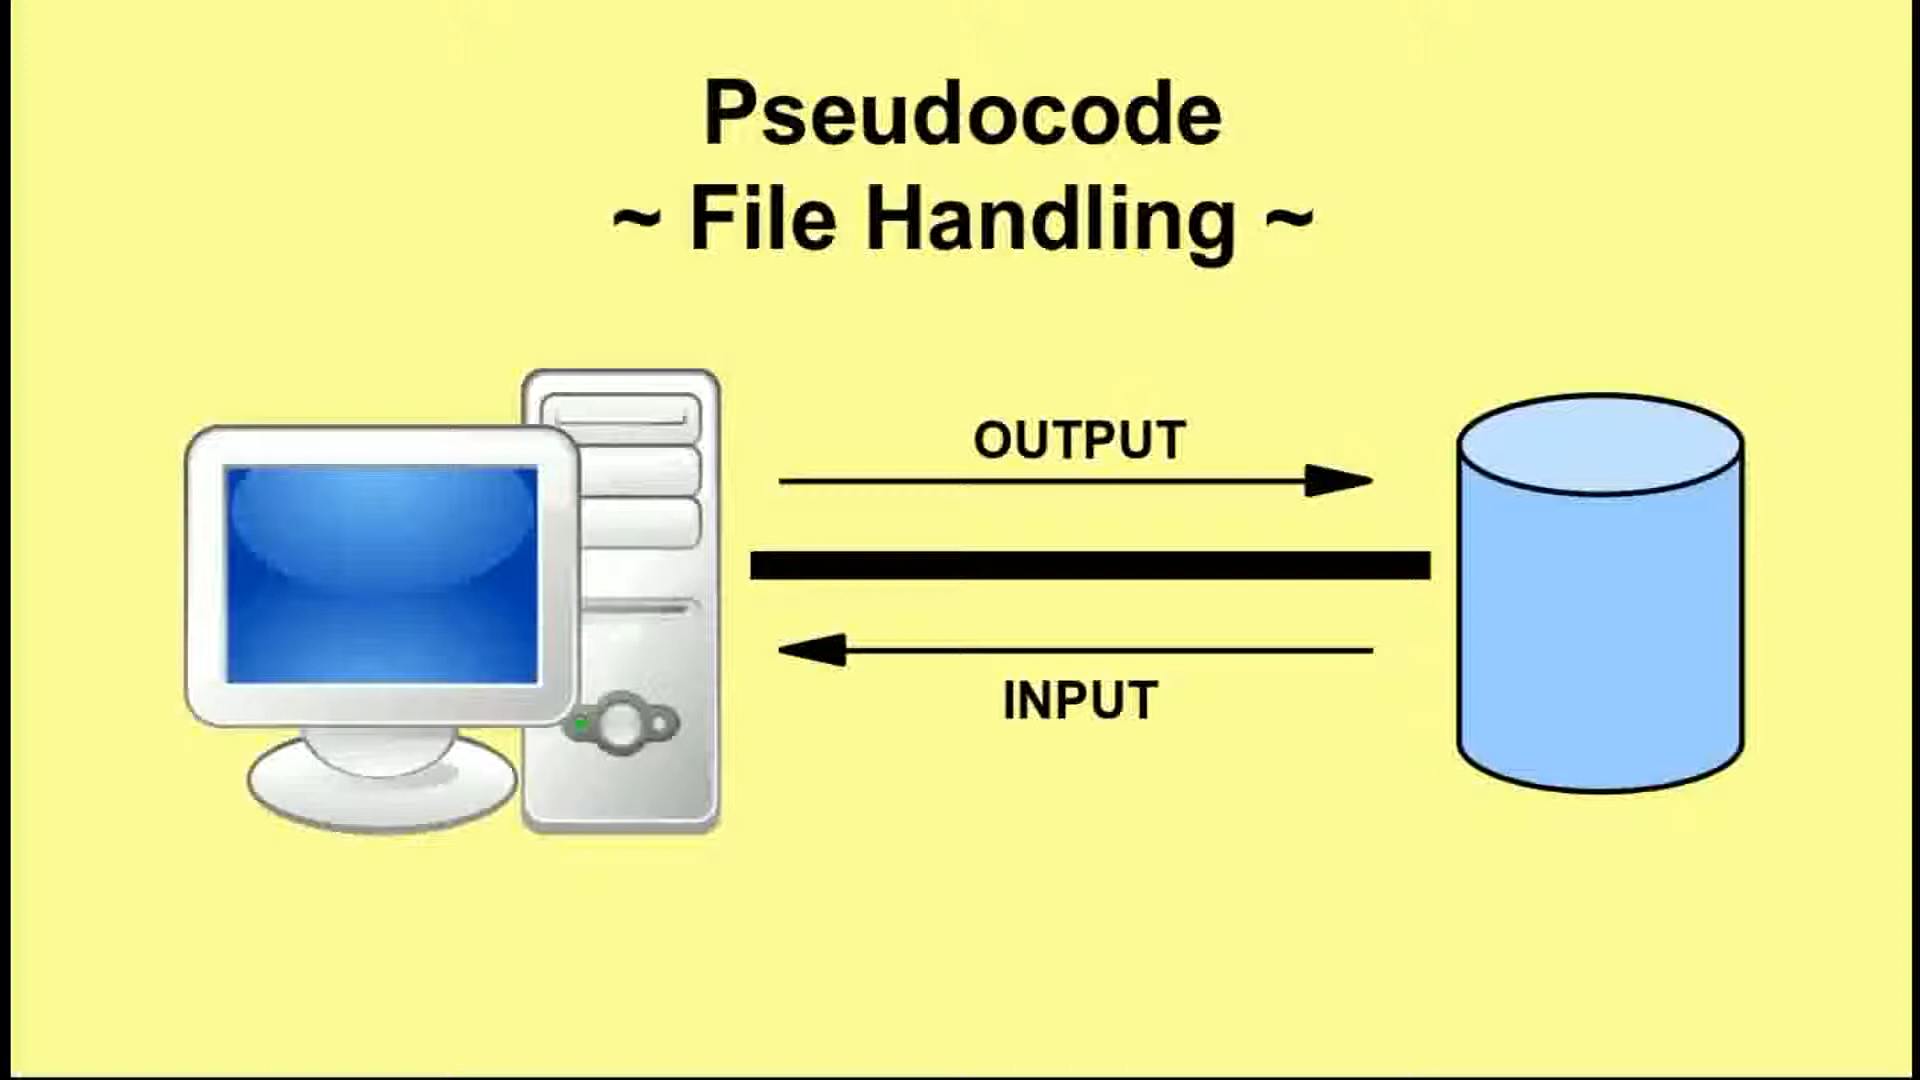 Pseudocode
~ File Handling ~
OUTPUT
INPUT